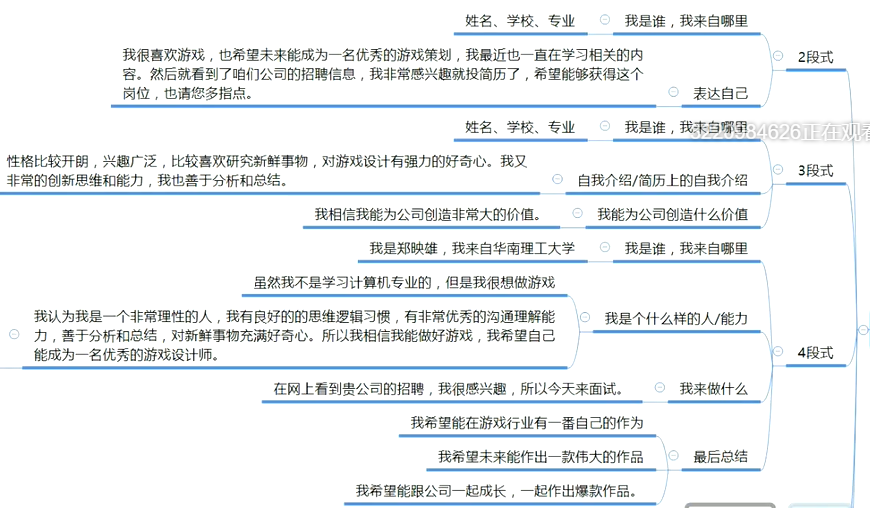 姓名、学校、专业
我是谁，我来自哪里
2段式
我很喜欢游戏，也希望未来能成为一名优秀的游戏策划，我最近也一直在学习相关的内
容。然后就看到了咱们公司的招聘信息，我非常感兴趣就投简历了，希望能够获得这个
岗位，也请您多指点。
表达自己
姓名、学校、专业
我是谁，我来自哪里
5220984626正在观看
3段式
性格比较开朗，兴趣广泛，比较喜欢研究新鲜事物，对游戏设计有强力的好奇心。我又
非常的创新思维和能力，我也善于分析和总结。
自我介绍/简历上的自我介绍
我相信我能为公司创造非常大的价值。
我能为公司创造什么价值
我是郑映雄，我来自华南理工大学
我是谁，我来自哪里
虽然我不是学习计算机专业的，但是我很想做游戏
我认为我是一个非常理性的人，我有良好的的思维逻辑习惯，有非常优秀的沟通理解能
力，善于分析和总结，对新鲜事物充满好奇心。所以我相信我能做好游戏，我希望自己
能成为一名优秀的游戏设计师。
我是个什么样的人/能力
4段式
在网上看到贵公司的招聘，我很感兴趣，所以今天来面试。
我来做什么
我希望能在游戏行业有一番自己的作为
我希望未来能作出一款伟大的作品
最后总结
我希望能跟公司一起成长，一起作出爆款作品。